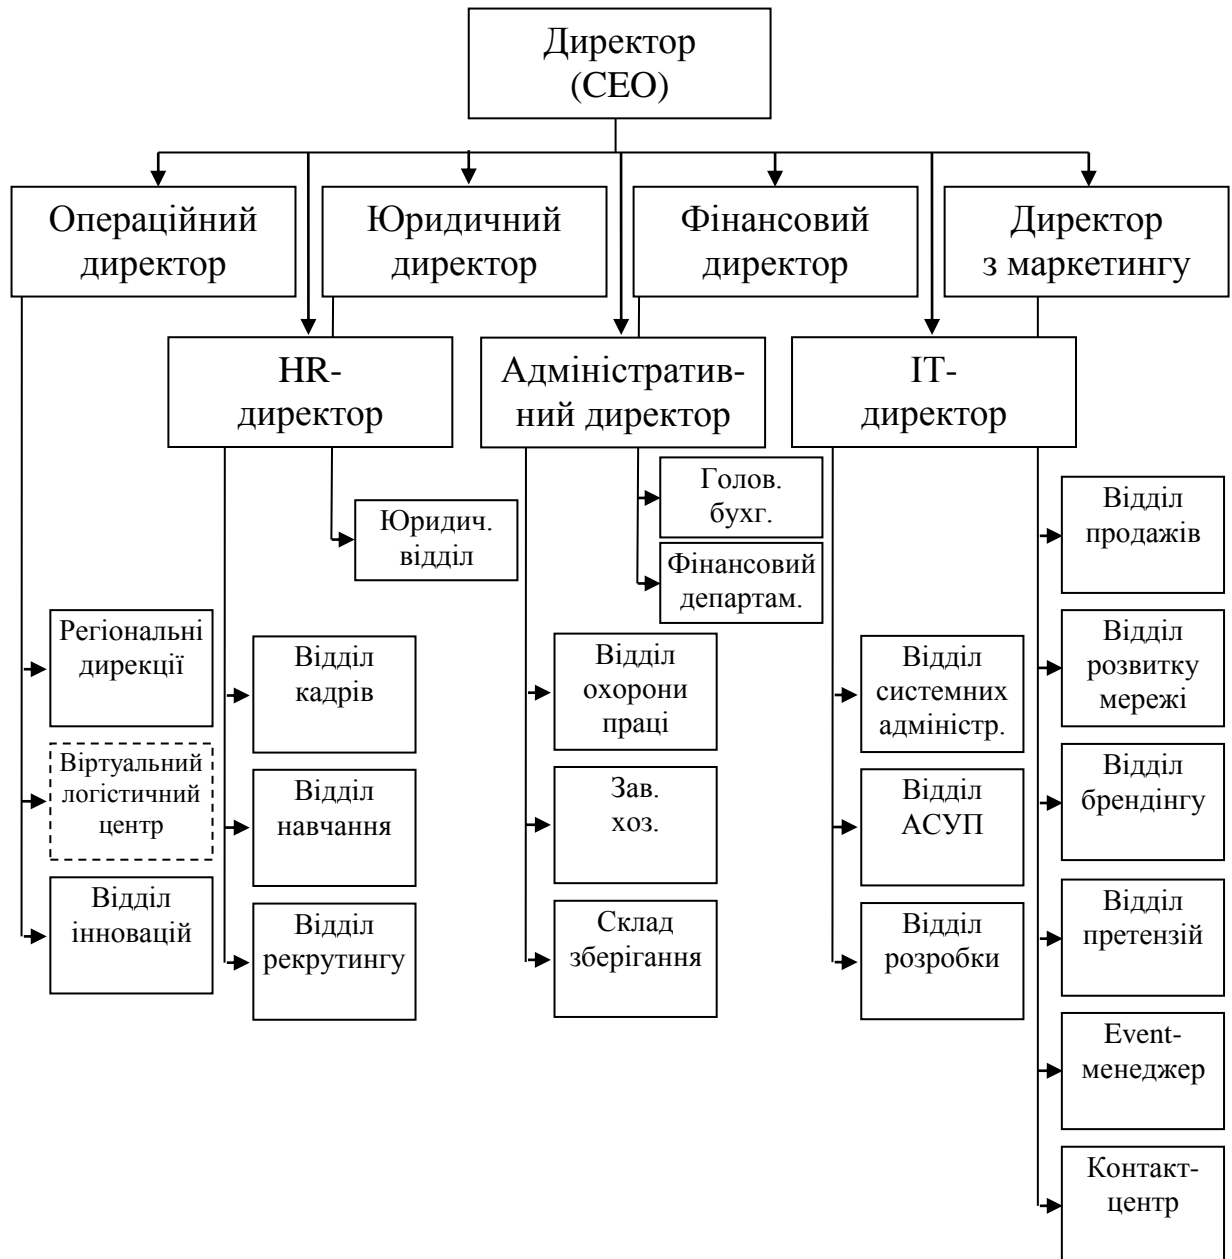 Директор
(CEO)
Операційний
директор
Юридичний
директор
Фінансовий
директор
Директор
з маркетингу
HR-
директор
Адміністратив-
ний директор
IT-
директор
Юридич.
відділ
Голов.
бухг.
Фінансовий
департам.
Регіональні
дирекції
Віртуальний
логістичний
центр
Відділ
інновацій
Відділ
кадрів
Відділ
навчання
Відділ
рекрутингу
Відділ
охорони
праці
Зав.
хоз.
Склад
зберігання
Відділ
системних
адміністр.
Відділ
АСУП
Відділ
розробки
Відділ
продажів
Відділ
розвитку
мережі
Відділ
брендінгу
Відділ
претензій
Event-
менеджер
Контакт-
центр